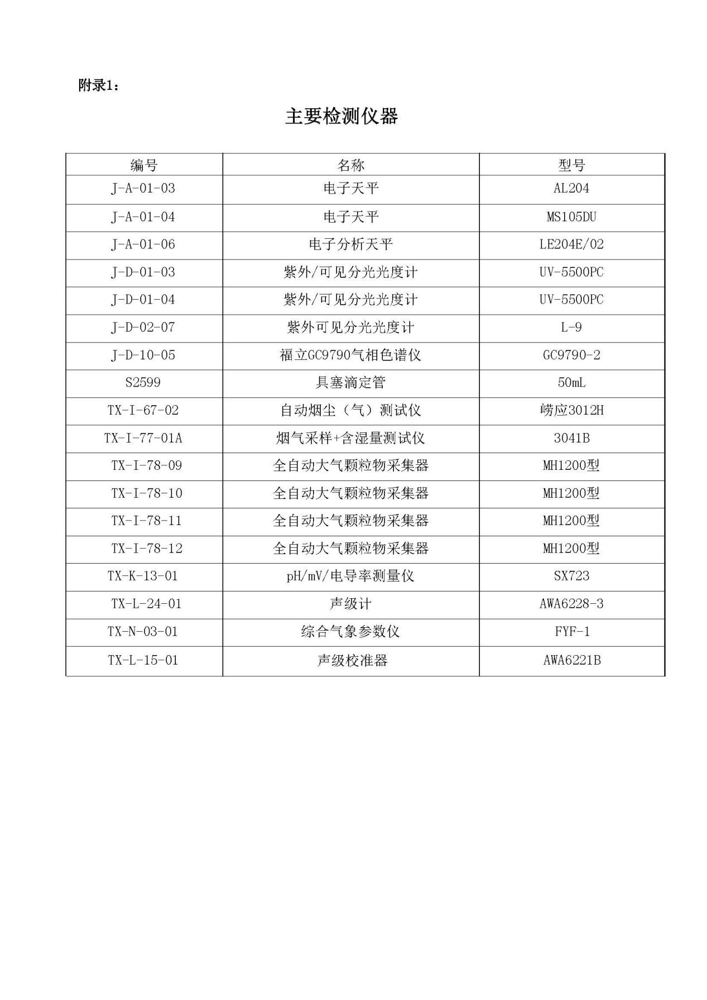 附录1：
主要检测仪器
编号 名称 型号
J-A-01-03 电子天平 AL204
J-A-01-04 电子天平 MS105DU
J-A-01-06 电子分析天平 LE204E/02
J-D-01-03 紫外/可见分光光度计 UV-5500PC
J-D-01-04 紫外/可见分光光度计 UV-5500PC
J-D-02-07 紫外可见分光光度计 L-9
J-D-10-05 福立GC9790气相色谱仪 GC9790-2
S2599 具塞滴定管 50mL
TX-I-67-02 自动烟尘（气）测试仪 崂应3012H
TX-I-77-01A 烟气采样+含湿量测试仪 3041B
TX-I-78-09 全自动大气颗粒物采集器 MH1200型
TX-I-78-10 全自动大气颗粒物采集器 MH1200型
TX-I-78-11 全自动大气颗粒物采集器 MH1200型
TX-I-78-12 全自动大气颗粒物采集器 MH1200型
TX-K-13-01 pH/mV/电导率测量仪 SX723
TX-L-24-01 声级计 AWA6228-3
TX-N-03-01 综合气象参数仪 FYF-1
TX-L-15-01 声级校准器 AWA6221B